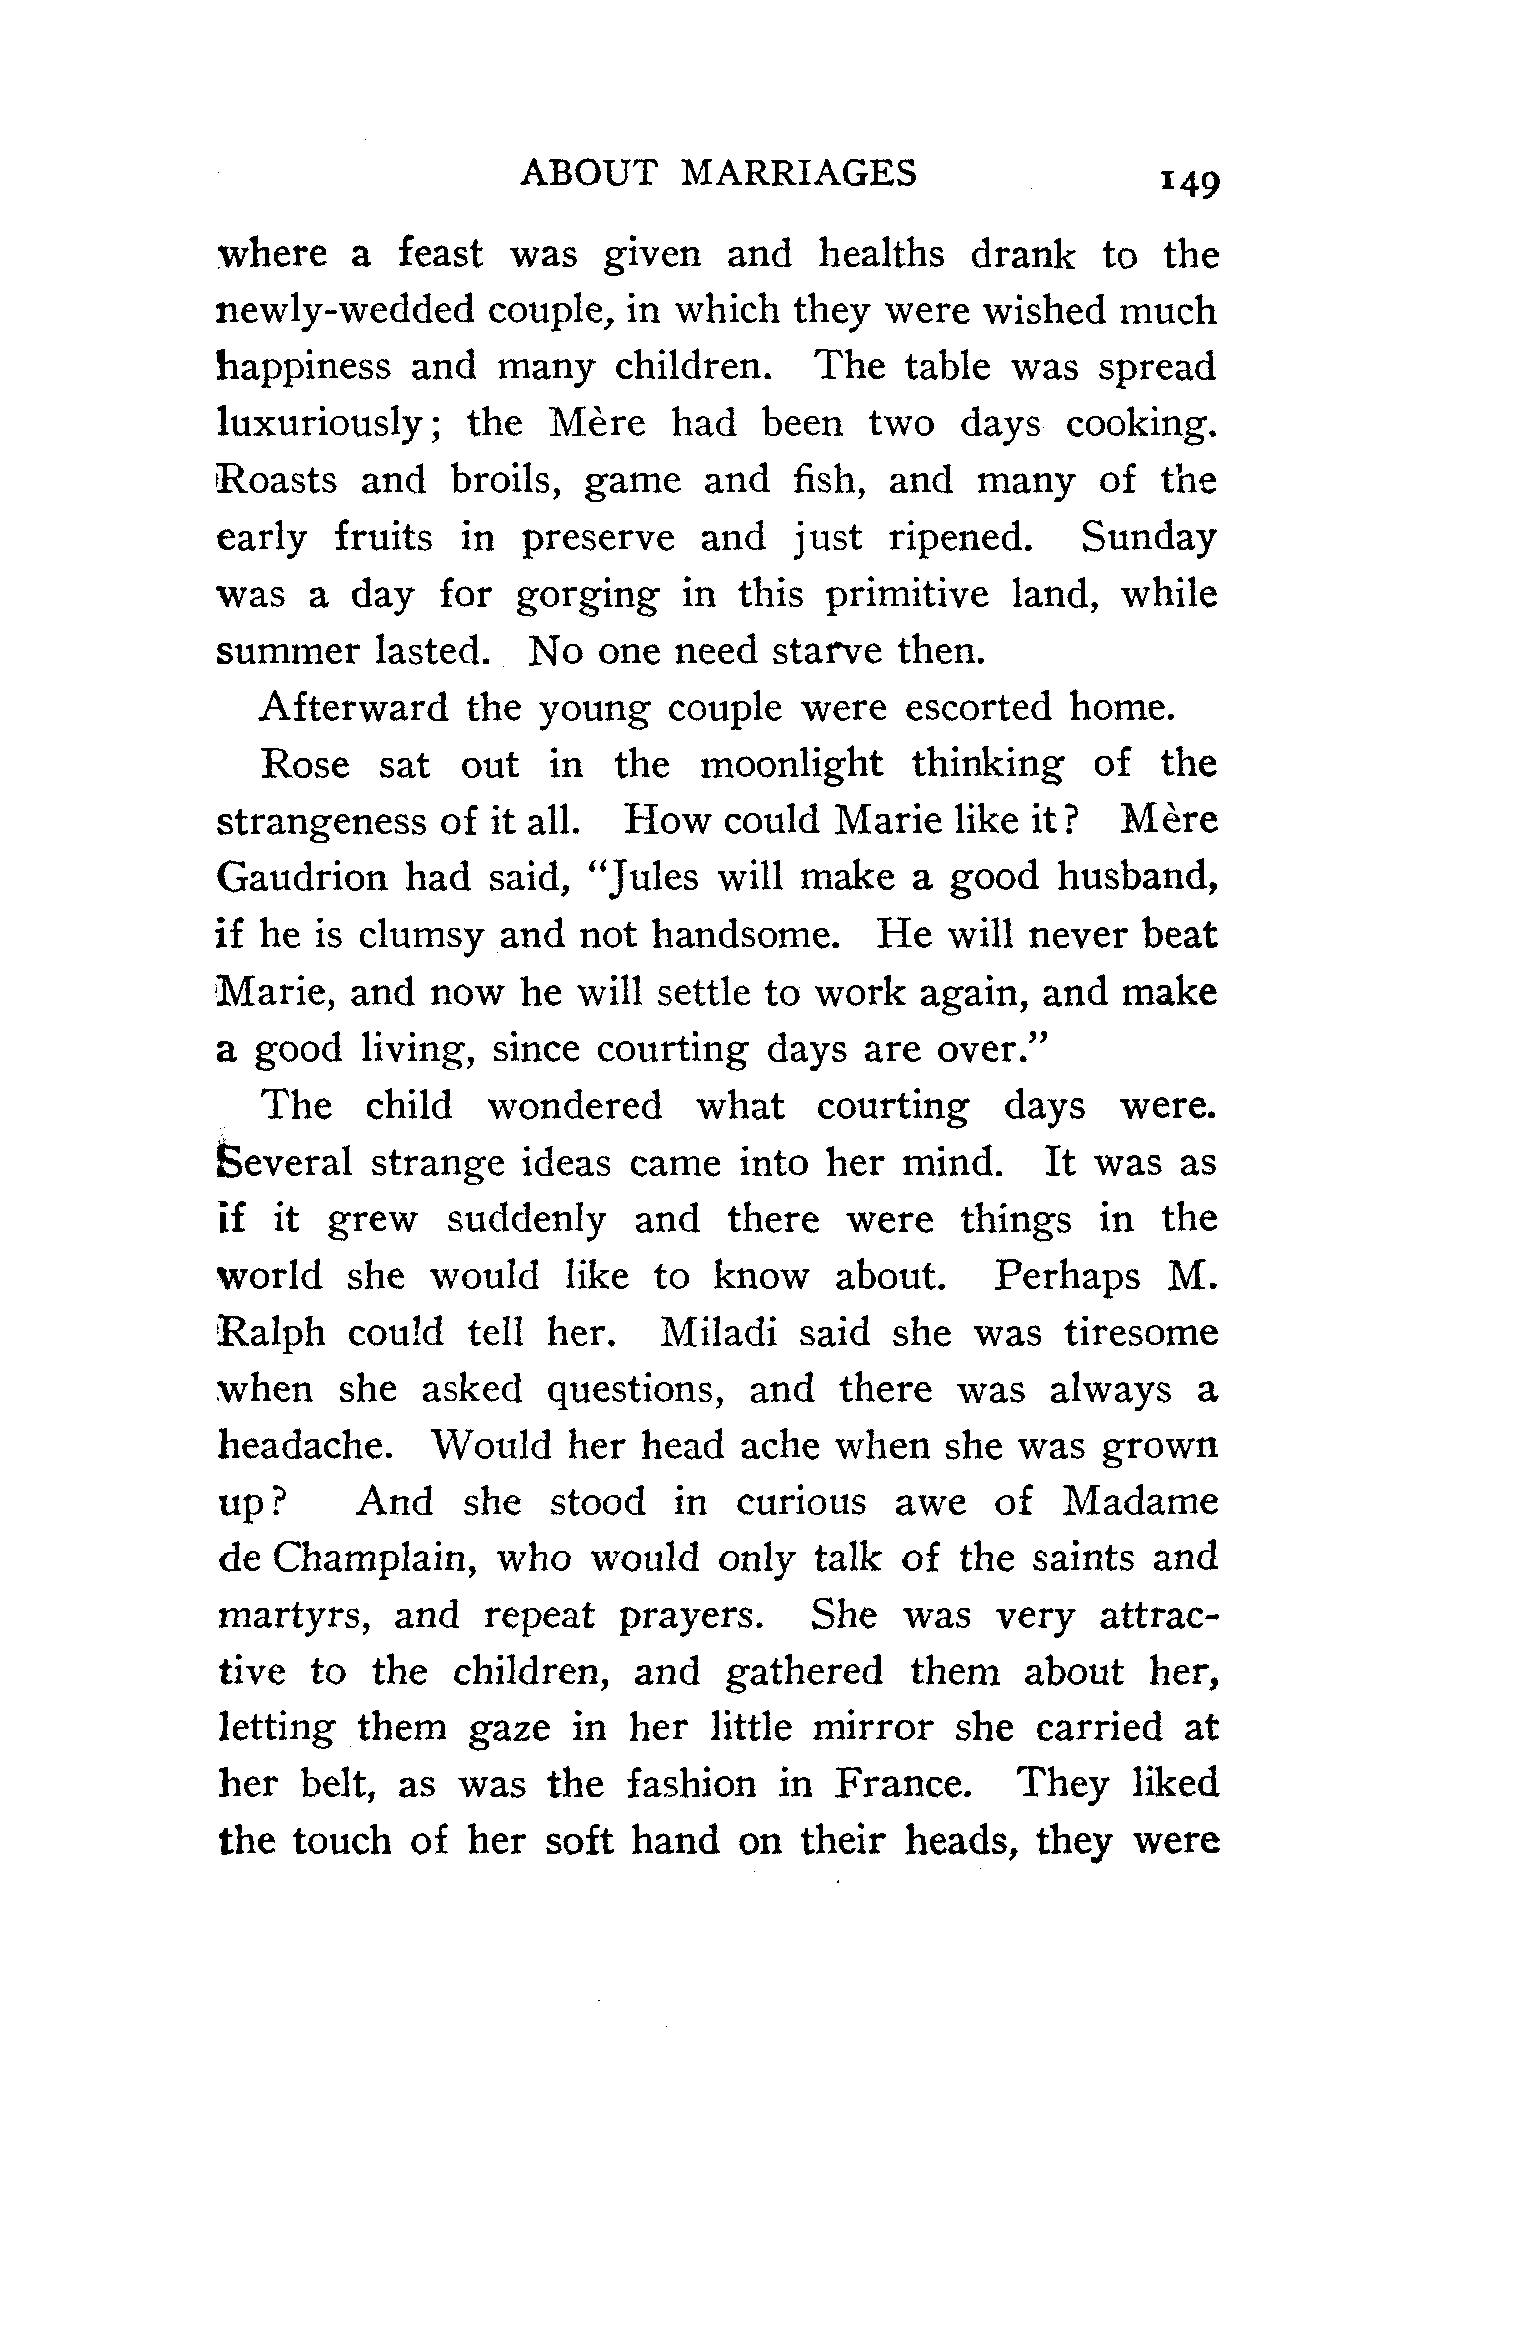 ABOUT MARRIAGES 149
where a feast was given and healths drank to the
newly-wedded couple, in which they were wished much
happiness and many children. The table was spread
luxuriously; the Mère had been two days cooking.
Roasts and broils, game and fish, and many of the
early fruits in preserve and just ripened. Sunday
was a day for gorging in this primitive land, while
summer lasted. No one need starve then.
Afterward the young couple were escorted home.
Rose sat out in the moonlight thinking of the
strangeness of it all. How could Marie like it? Mère
Gaudrion had said, "Jules will make a good husband,
if he is clumsy and not handsome. He will never beat
Marie, and now he will settle to work again, and make
a good living, since courting days are over."
The child wondered what courting days were.
Several strange ideas came into her mind. It was as
if it grew suddenly and there were things in the
world she would like to know about. Perhaps M.
Ralph could tell her. Miladi said she was tiresome
when she asked questions, and there was always a
headache. Would her head ache when she was grown
up? And she stood in curious awe of Madame
de Champlain, who would only talk of the saints and
martyrs, and repeat prayers. She was very attrac-
tive to the children, and gathered them about her,
letting them gaze in her little mirror she carried at
her belt, as was the fashion in France. They liked
the touch of her soft hand on their heads, they were